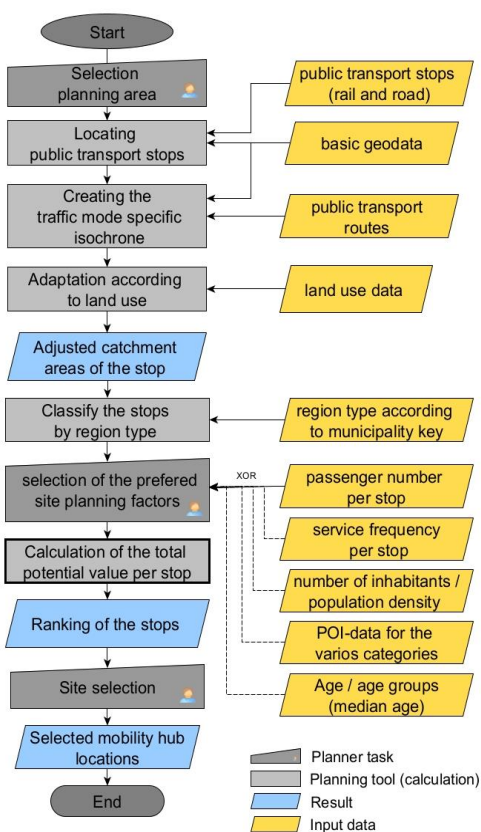 Start
Selection
planning area
public transport stops
(rail and road)
Locating
public transport stops
basic geodata
Creating the
traffic mode specific
isochrone
public transport
routes
Adaptation according
to land use
land use data
Adjusted catchment
areas of the stop
Classify the stops
by region type
region type according
to municipality key
selection of the prefered
site planning factors
XOR
passenger number
per stop
service frequency
per stop
Calculation of the total
potential value per stop
number of inhabitants /
population density
Ranking of the stops
POI-data for the
varios categories
Site selection
Age / age groups
(median age)
Selected mobility hub
locations
End
Planner task
Planning tool (calculation)
Result
Input data